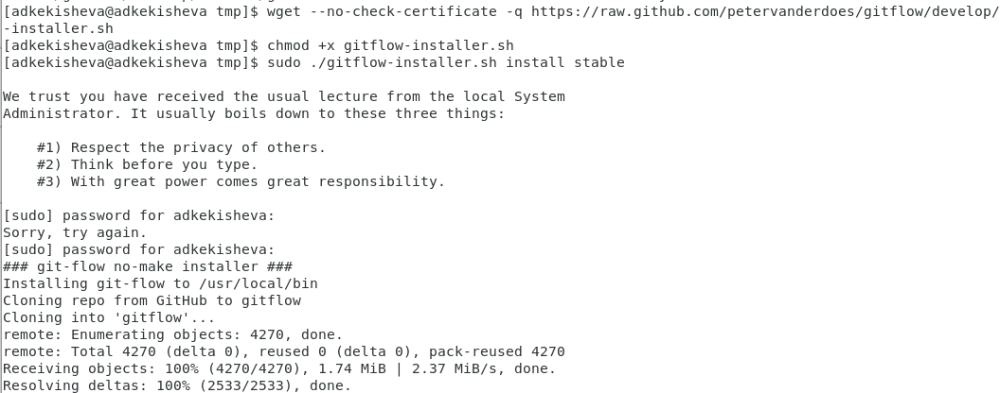 [adkekisheva@adkekisheva tmp]$ wget --no-check-certificate -q https://raw.github.com/petervanderdoes/gitflow/develop/
-installer.sh
[adkekisheva@adkekisheva tmp]$ chmod +x gitflow-installer.sh
[adkekisheva@adkekisheva tmp]$ sudo ./gitflow-installer.sh install stable
We trust you have received the usual lecture from the local System
Administrator. It usually boils down to these three things:
#1) Respect the privacy of others.
#2) Think before you type.
#3) With great power comes great responsibility.
[sudo] password for adkekisheva:
Sorry, try again.
[sudo] password for adkekisheva:
### git-flow no-make installer ###
Installing git-flow to /usr/local/bin
Cloning repo from GitHub to gitflow
Cloning into 'gitflow'...
remote: Enumerating objects: 4270, done.
remote: Total 4270 (delta 0), reused 0 (delta 0), pack-reused 4270
Receiving objects: 100% (4270/4270), 1.74 MiB | 2.37 MiB/s, done.
Resolving deltas: 100% (2533/2533), done.